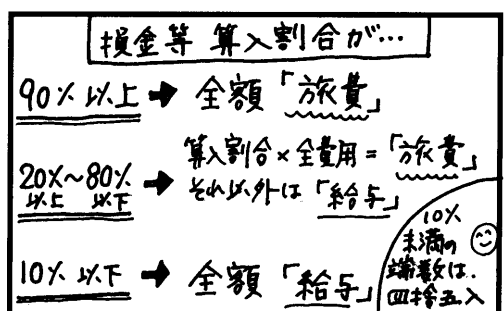 損金等 算入割合が…
90% 以上 → 全額「旅費」
20%～80%
以上 以下
→
算入割合×全費用=「旅費」
それ以外は「給与」
10% 以下 → 全額「給与」
10%
未満の
端数は、
四捨五入